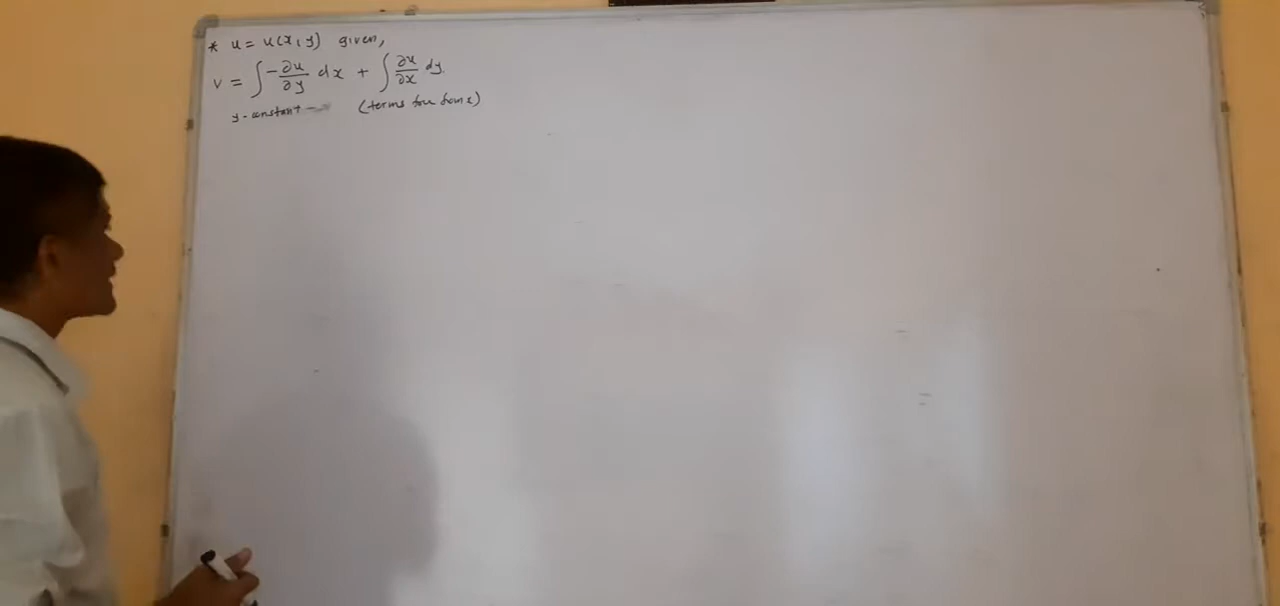 * u = u(x,y) given,
v = ∫ -∂u/∂y dx + ∫ ∂u/∂x dy.
y-constant (terms free from x)